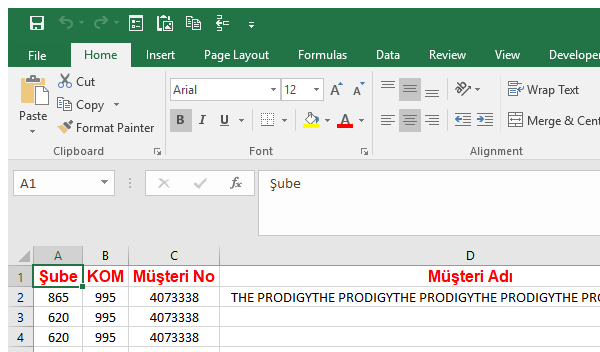 File Home Insert Page Layout Formulas Data Review View Developer
Cut
Copy
Format Painter
Paste
Clipboard
Arial 12 A A
B I U A
Font
Wrap Text
Merge & Cent
Alignment
A1 fx Şube
A B C D
1 Şube KOM Müşteri No Müşteri Adı
2 865 995 4073338 THE PRODIGYTHE PRODIGYTHE PRODIGYTHE PRODIGYTHE PRO
3 620 995 4073338
4 620 995 4073338